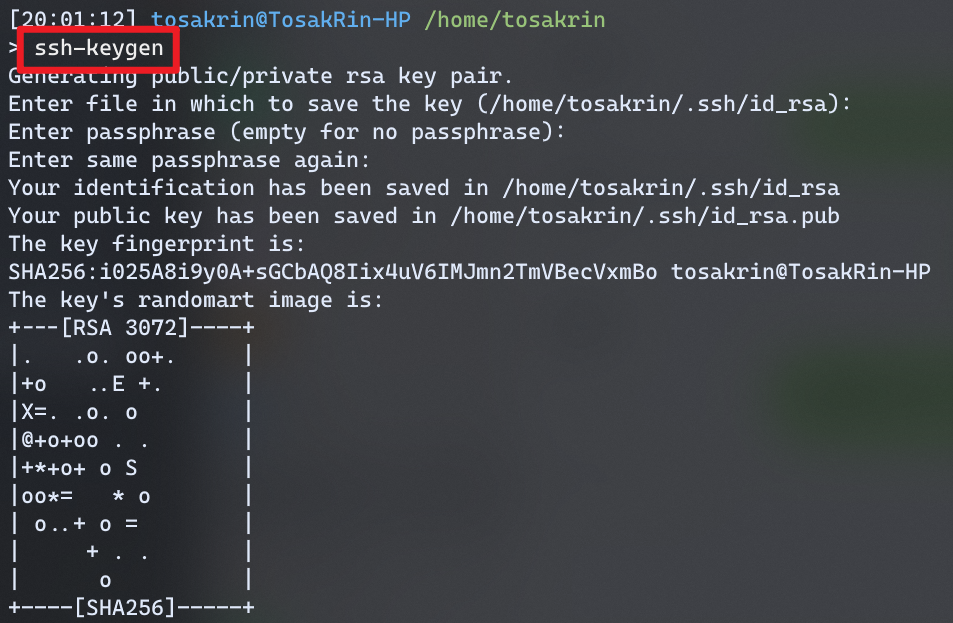 [20:01:12] tosakrin@TosakRin-HP /home/tosakrin
> ssh-keygen
Generating public/private rsa key pair.
Enter file in which to save the key (/home/tosakrin/.ssh/id_rsa):
Enter passphrase (empty for no passphrase):
Enter same passphrase again:
Your identification has been saved in /home/tosakrin/.ssh/id_rsa
Your public key has been saved in /home/tosakrin/.ssh/id_rsa.pub
The key fingerprint is:
SHA256:i025A8i9y0A+sGCbAQ8Iix4uV6IMJmn2TmVBecVxmBo tosakrin@TosakRin-HP
The key's randomart image is:
+---[RSA 3072]----+
|.   .o. oo+.     |
|+o   ..E +.      |
|X=. .o. o        |
|@+o+oo . .       |
|+*+o+ o S        |
|oo*=   * o       |
| o..+ o =        |
|     + . .       |
|      o          |
+----[SHA256]-----+